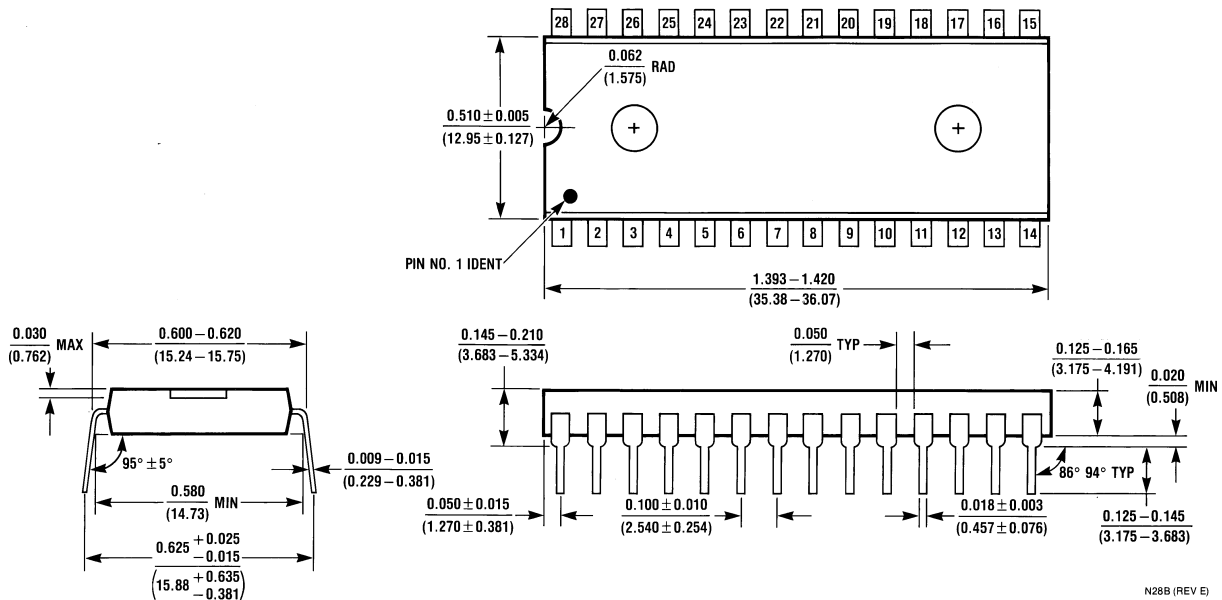 28 27 26 25 24 23 22 21 20 19 18 17 16 15
0.062
(1.575)
RAD
0.510 ± 0.005
(12.95 ± 0.127)
PIN NO. 1 IDENT
1 2 3 4 5 6 7 8 9 10 11 12 13 14
1.393 – 1.420
(35.38 – 36.07)
0.030
(0.762)
MAX
0.600 – 0.620
(15.24 – 15.75)
95° ± 5°
0.009 – 0.015
(0.229 – 0.381)
0.580
(14.73)
MIN
0.625 + 0.025
– 0.015
(15.88 + 0.635
– 0.381)
0.145 – 0.210
(3.683 – 5.334)
0.050
(1.270)
TYP
0.125 – 0.165
(3.175 – 4.191)
0.020
(0.508)
MIN
86° 94° TYP
0.050 ± 0.015
(1.270 ± 0.381)
0.100 ± 0.010
(2.540 ± 0.254)
0.018 ± 0.003
(0.457 ± 0.076)
0.125 – 0.145
(3.175 – 3.683)
N28B (REV E)